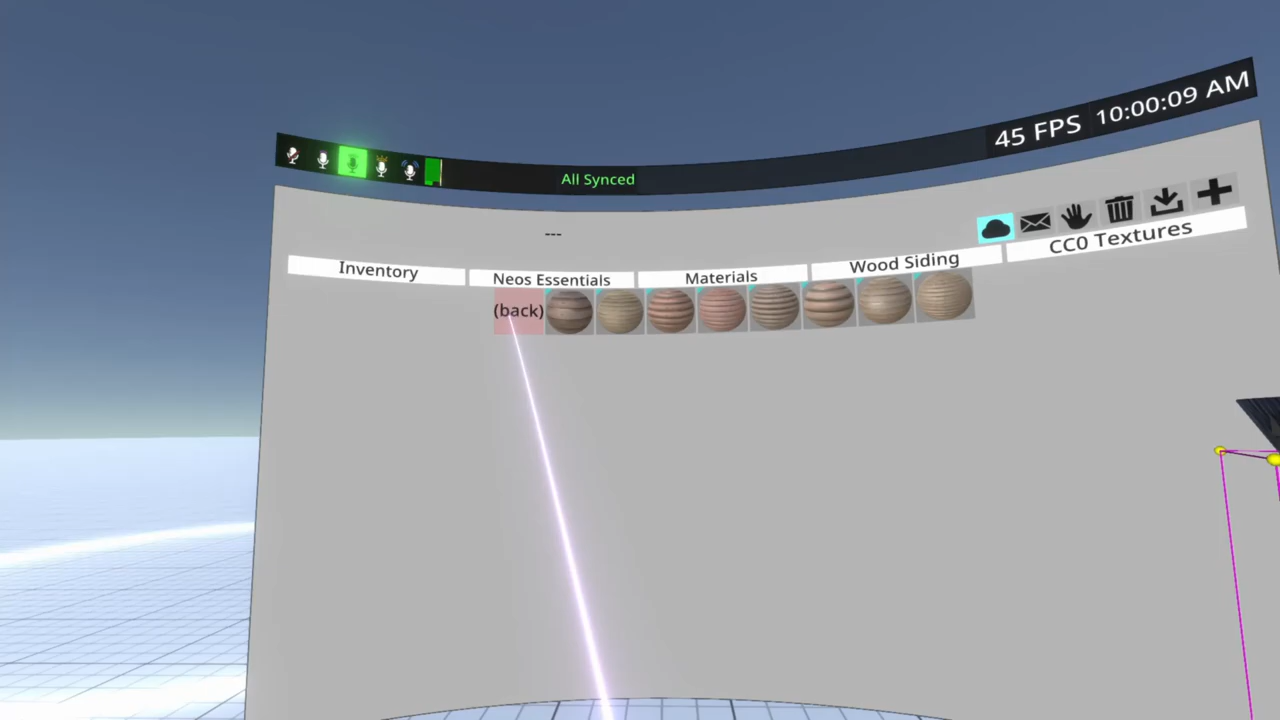 45 FPS 10:00:09 AM
All Synced
---
Inventory Neos Essentials Materials Wood Siding CC0 Textures
(back)